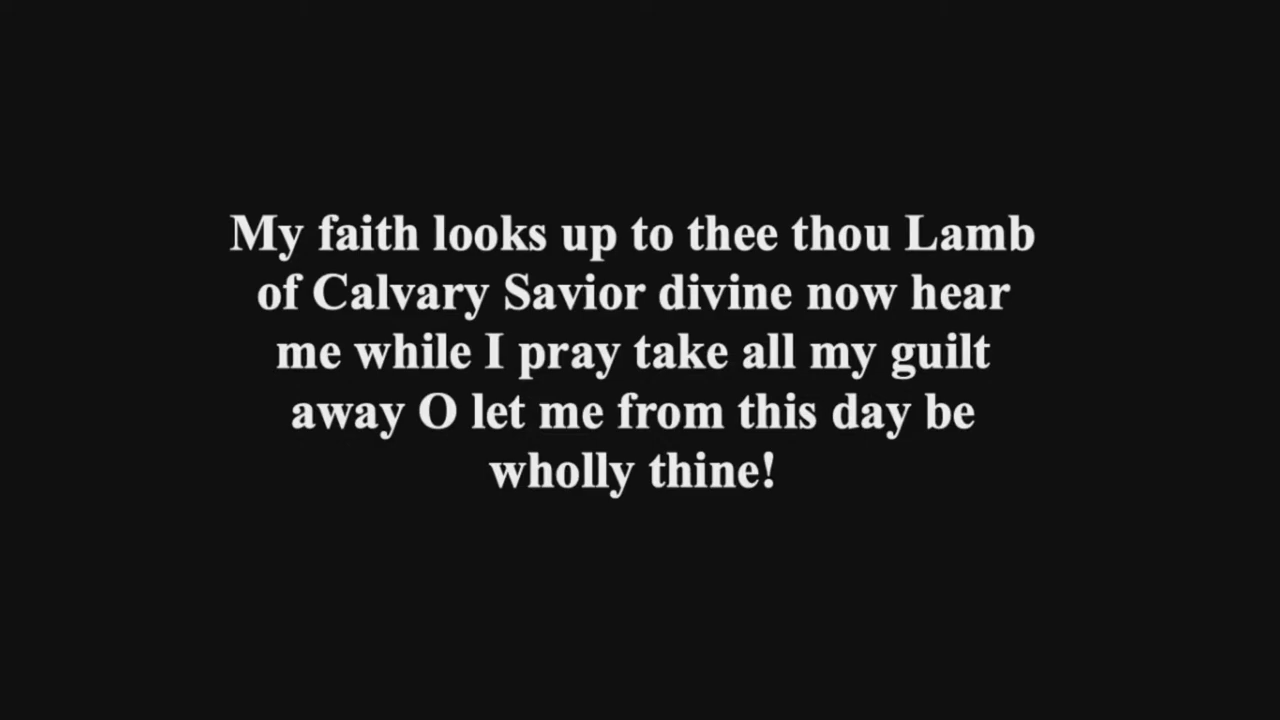 My faith looks up to thee thou Lamb
of Calvary Savior divine now hear
me while I pray take all my guilt
away O let me from this day be
wholly thine!